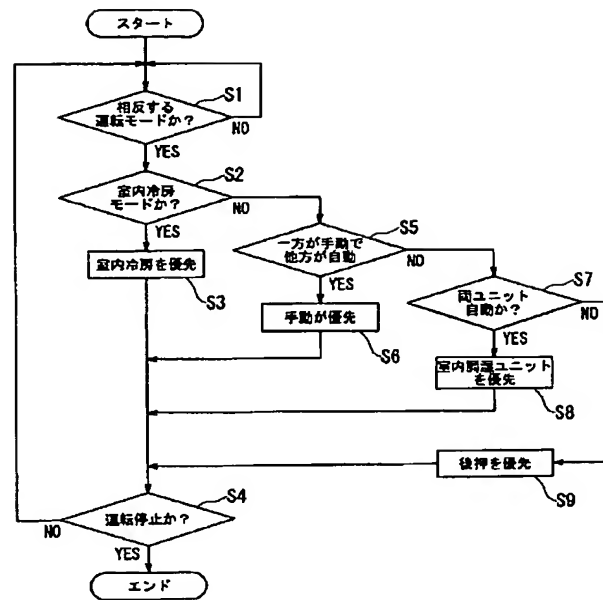 スタート
相反する
運転モードか？
S1
NO
YES
室内冷房
モードか？
S2
NO
YES
室内冷房を優先
S3
一方が手動で
他方が自動
S5
NO
YES
手動が優先
S6
両ユニット
自動か？
S7
NO
YES
室内調湿ユニット
を優先
S8
後押を優先
S9
運転停止か？
S4
NO
YES
エンド